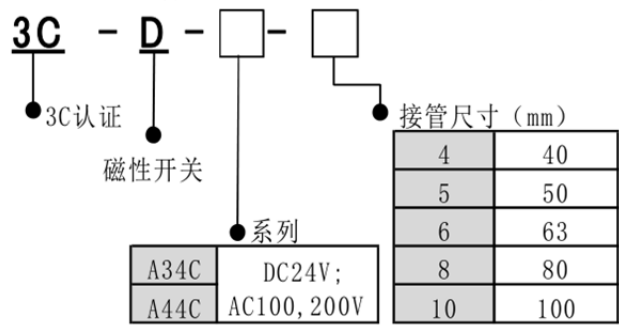 3C - D - □ - □
3C认证
磁性开关
系列
A34C
A44C
DC24V;
AC100,200V
接管尺寸（mm）
4 40
5 50
6 63
8 80
10 100